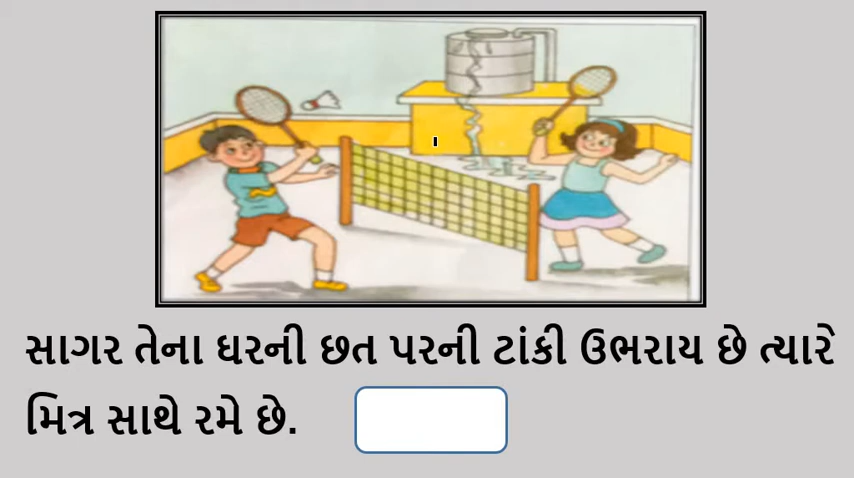 સાગર તેના ઘરની છત પરની ટાંકી ઉભરાય છે ત્યારે
મિત્ર સાથે રમે છે.